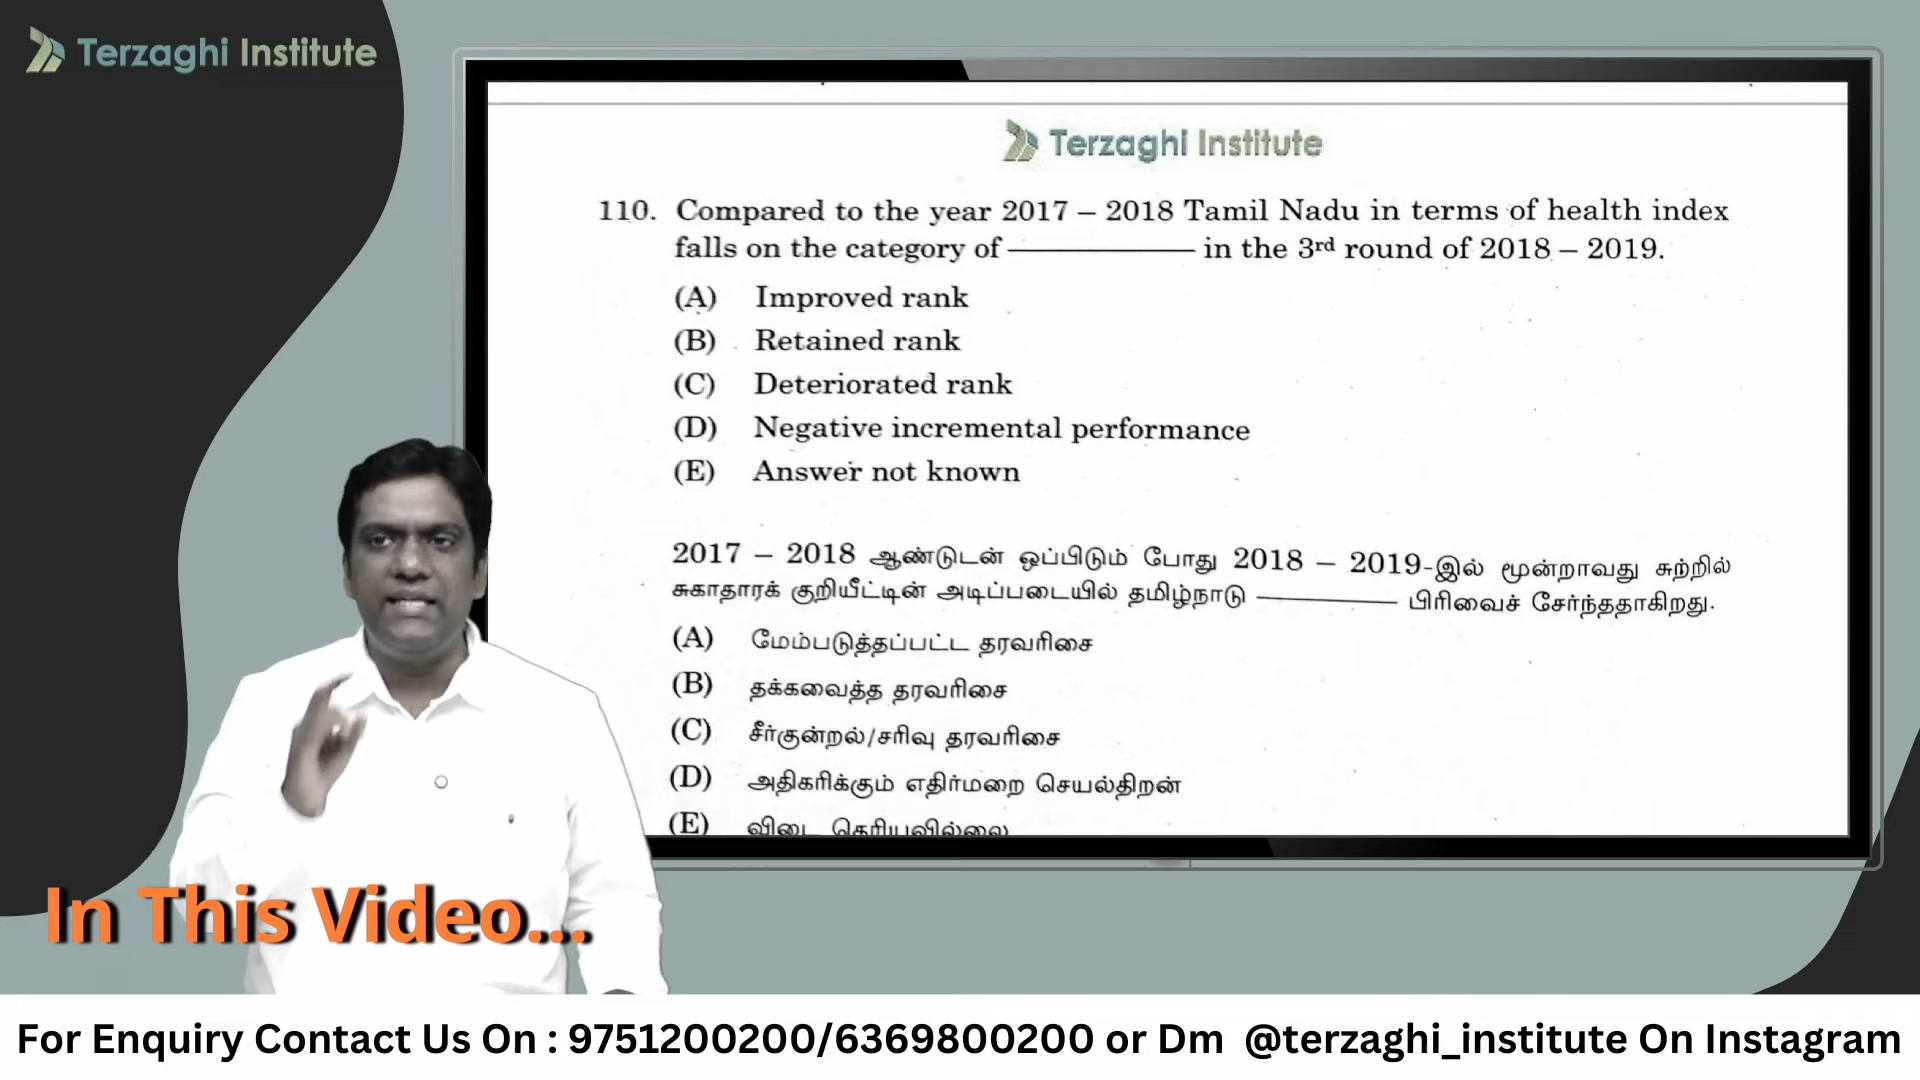 Terzaghi Institute
Terzaghi Institute
110. Compared to the year 2017 – 2018 Tamil Nadu in terms of health index
falls on the category of ———— in the 3rd round of 2018 – 2019.
(A) Improved rank
(B) Retained rank
(C) Deteriorated rank
(D) Negative incremental performance
(E) Answer not known
2017 – 2018 ஆண்டுடன் ஒப்பிடும் போது 2018 – 2019-இல் மூன்றாவது சுற்றில்
சுகாதாரக் குறியீட்டின் அடிப்படையில் தமிழ்நாடு ———— பிரிவைச் சேர்ந்ததாகிறது.
(A) மேம்படுத்தப்பட்ட தரவரிசை
(B) தக்கவைத்த தரவரிசை
(C) சீர்குன்றல்/சரிவு தரவரிசை
(D) அதிகரிக்கும் எதிர்மறை செயல்திறன்
(E) விடை தெரியவில்லை
In This Video...
For Enquiry Contact Us On : 9751200200/6369800200 or Dm @terzaghi_institute On Instagram